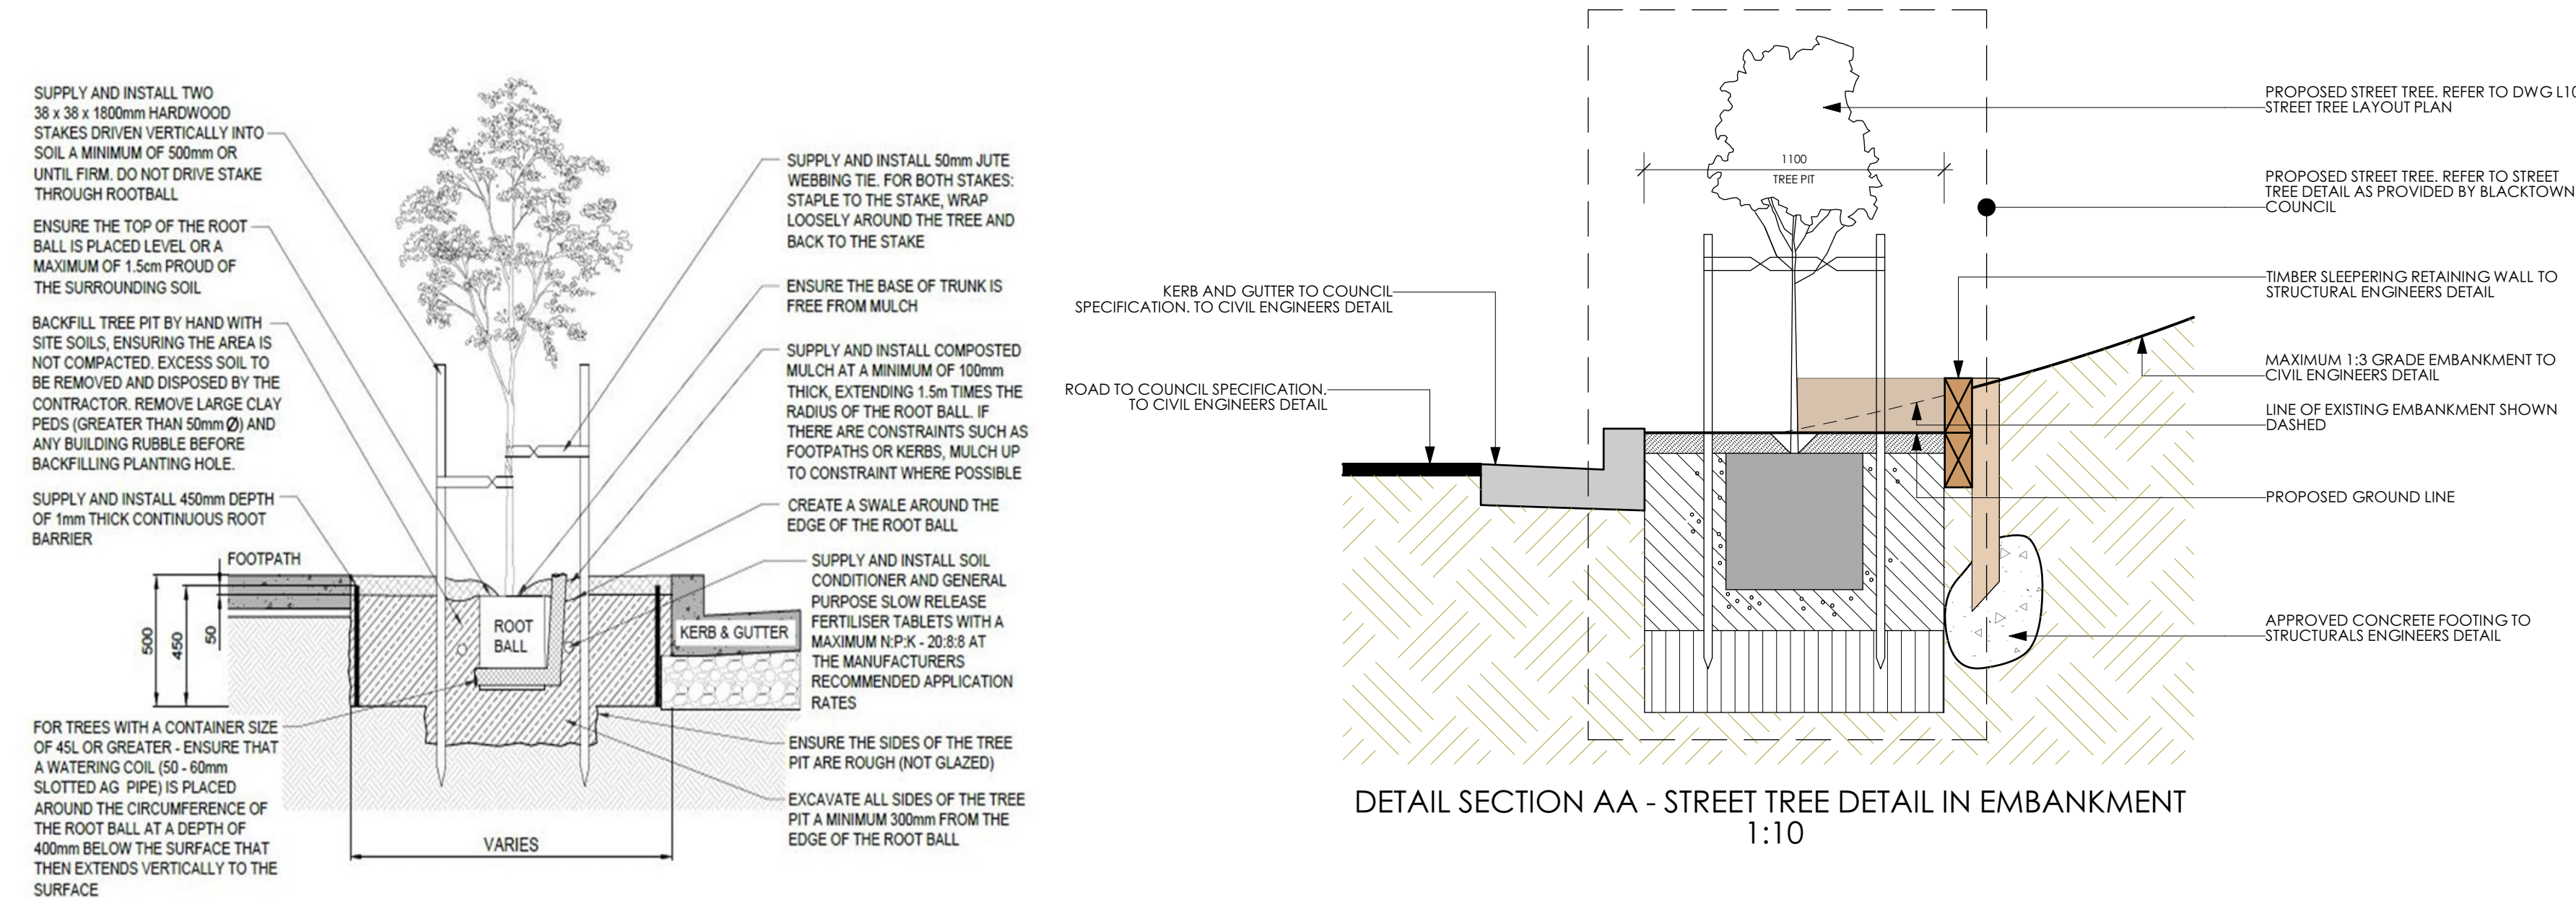 SUPPLY AND INSTALL TWO
38 x 38 x 1800mm HARDWOOD
STAKES DRIVEN VERTICALLY INTO
SOIL A MINIMUM OF 500mm OR
UNTIL FIRM. DO NOT DRIVE STAKE
THROUGH ROOTBALL
ENSURE THE TOP OF THE ROOT
BALL IS PLACED LEVEL OR A
MAXIMUM OF 1.5cm PROUD OF
THE SURROUNDING SOIL
BACKFILL TREE PIT BY HAND WITH
SITE SOILS, ENSURING THE AREA IS
NOT COMPACTED. EXCESS SOIL TO
BE REMOVED AND DISPOSED BY THE
CONTRACTOR. REMOVE LARGE CLAY
PEDS (GREATER THAN 50mm Ø) AND
ANY BUILDING RUBBLE BEFORE
BACKFILLING PLANTING HOLE.
SUPPLY AND INSTALL 450mm DEPTH
OF 1mm THICK CONTINUOUS ROOT
BARRIER
FOOTPATH
500
450
50
FOR TREES WITH A CONTAINER SIZE
OF 45L OR GREATER - ENSURE THAT
A WATERING COIL (50 - 60mm
SLOTTED AG PIPE) IS PLACED
AROUND THE CIRCUMFERENCE OF
THE ROOT BALL AT A DEPTH OF
400mm BELOW THE SURFACE THAT
THEN EXTENDS VERTICALLY TO THE
SURFACE
ROOT
BALL
KERB & GUTTER
VARIES
SUPPLY AND INSTALL 50mm JUTE
WEBBING TIE. FOR BOTH STAKES:
STAPLE TO THE STAKE, WRAP
LOOSELY AROUND THE TREE AND
BACK TO THE STAKE
ENSURE THE BASE OF TRUNK IS
FREE FROM MULCH
SUPPLY AND INSTALL COMPOSTED
MULCH AT A MINIMUM OF 100mm
THICK, EXTENDING 1.5m TIMES THE
RADIUS OF THE ROOT BALL. IF
THERE ARE CONSTRAINTS SUCH AS
FOOTPATHS OR KERBS, MULCH UP
TO CONSTRAINT WHERE POSSIBLE
CREATE A SWALE AROUND THE
EDGE OF THE ROOT BALL
SUPPLY AND INSTALL SOIL
CONDITIONER AND GENERAL
PURPOSE SLOW RELEASE
FERTILISER TABLETS WITH A
MAXIMUM N:P:K - 20:8:8 AT
THE MANUFACTURERS
RECOMMENDED APPLICATION
RATES
ENSURE THE SIDES OF THE TREE
PIT ARE ROUGH (NOT GLAZED)
EXCAVATE ALL SIDES OF THE TREE
PIT A MINIMUM 300mm FROM THE
EDGE OF THE ROOT BALL
KERB AND GUTTER TO COUNCIL
SPECIFICATION. TO CIVIL ENGINEERS DETAIL
ROAD TO COUNCIL SPECIFICATION.
TO CIVIL ENGINEERS DETAIL
1100
TREE PIT
PROPOSED STREET TREE. REFER TO DWG L10
STREET TREE LAYOUT PLAN
PROPOSED STREET TREE. REFER TO STREET
TREE DETAIL AS PROVIDED BY BLACKTOWN
COUNCIL
TIMBER SLEEPERING RETAINING WALL TO
STRUCTURAL ENGINEERS DETAIL
MAXIMUM 1:3 GRADE EMBANKMENT TO
CIVIL ENGINEERS DETAIL
LINE OF EXISTING EMBANKMENT SHOWN
DASHED
PROPOSED GROUND LINE
APPROVED CONCRETE FOOTING TO
STRUCTURALS ENGINEERS DETAIL
DETAIL SECTION AA - STREET TREE DETAIL IN EMBANKMENT
1:10